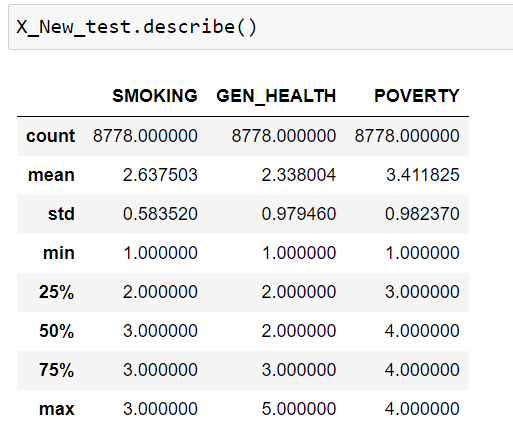 X_New_test.describe()
SMOKING GEN_HEALTH POVERTY
count 8778.000000 8778.000000 8778.000000
mean 2.637503 2.338004 3.411825
std 0.583520 0.979460 0.982370
min 1.000000 1.000000 1.000000
25% 2.000000 2.000000 3.000000
50% 3.000000 2.000000 4.000000
75% 3.000000 3.000000 4.000000
max 3.000000 5.000000 4.000000